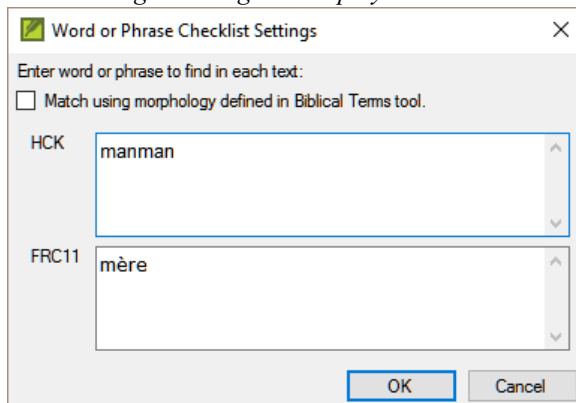 Word or Phrase Checklist Settings
Enter word or phrase to find in each text:
Match using morphology defined in Biblical Terms tool.
HCK
manman
FRC11
mère
OK Cancel